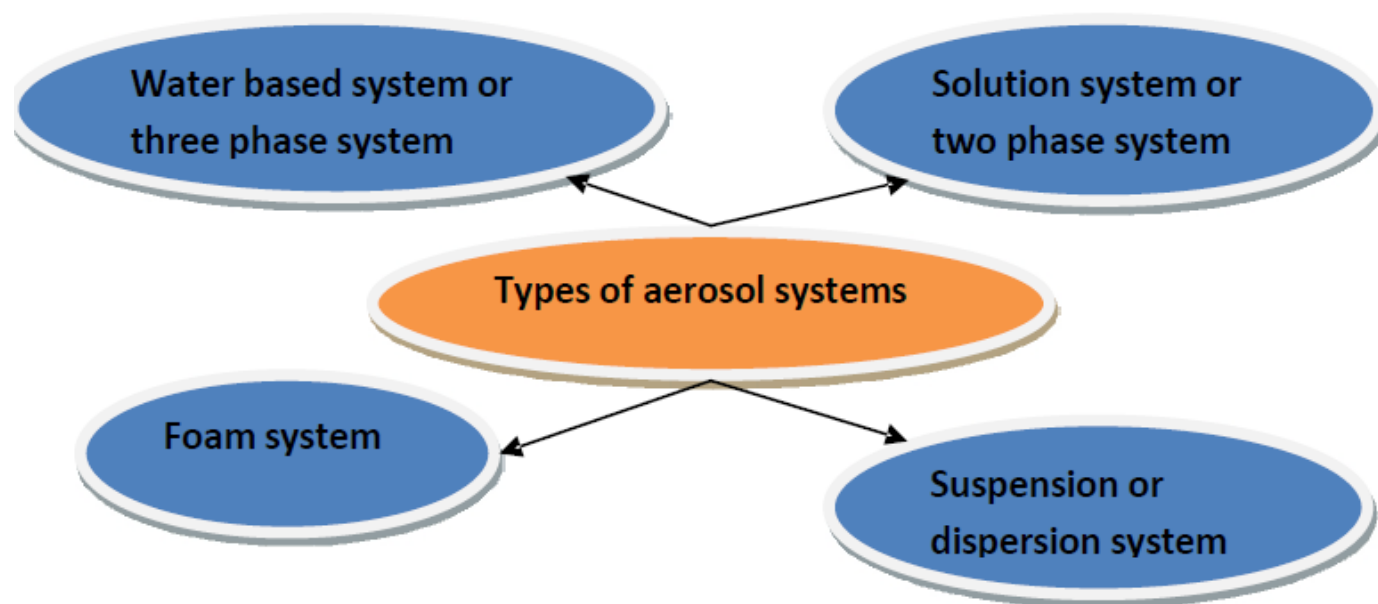 Water based system or
three phase system
Solution system or
two phase system
Types of aerosol systems
Foam system
Suspension or
dispersion system